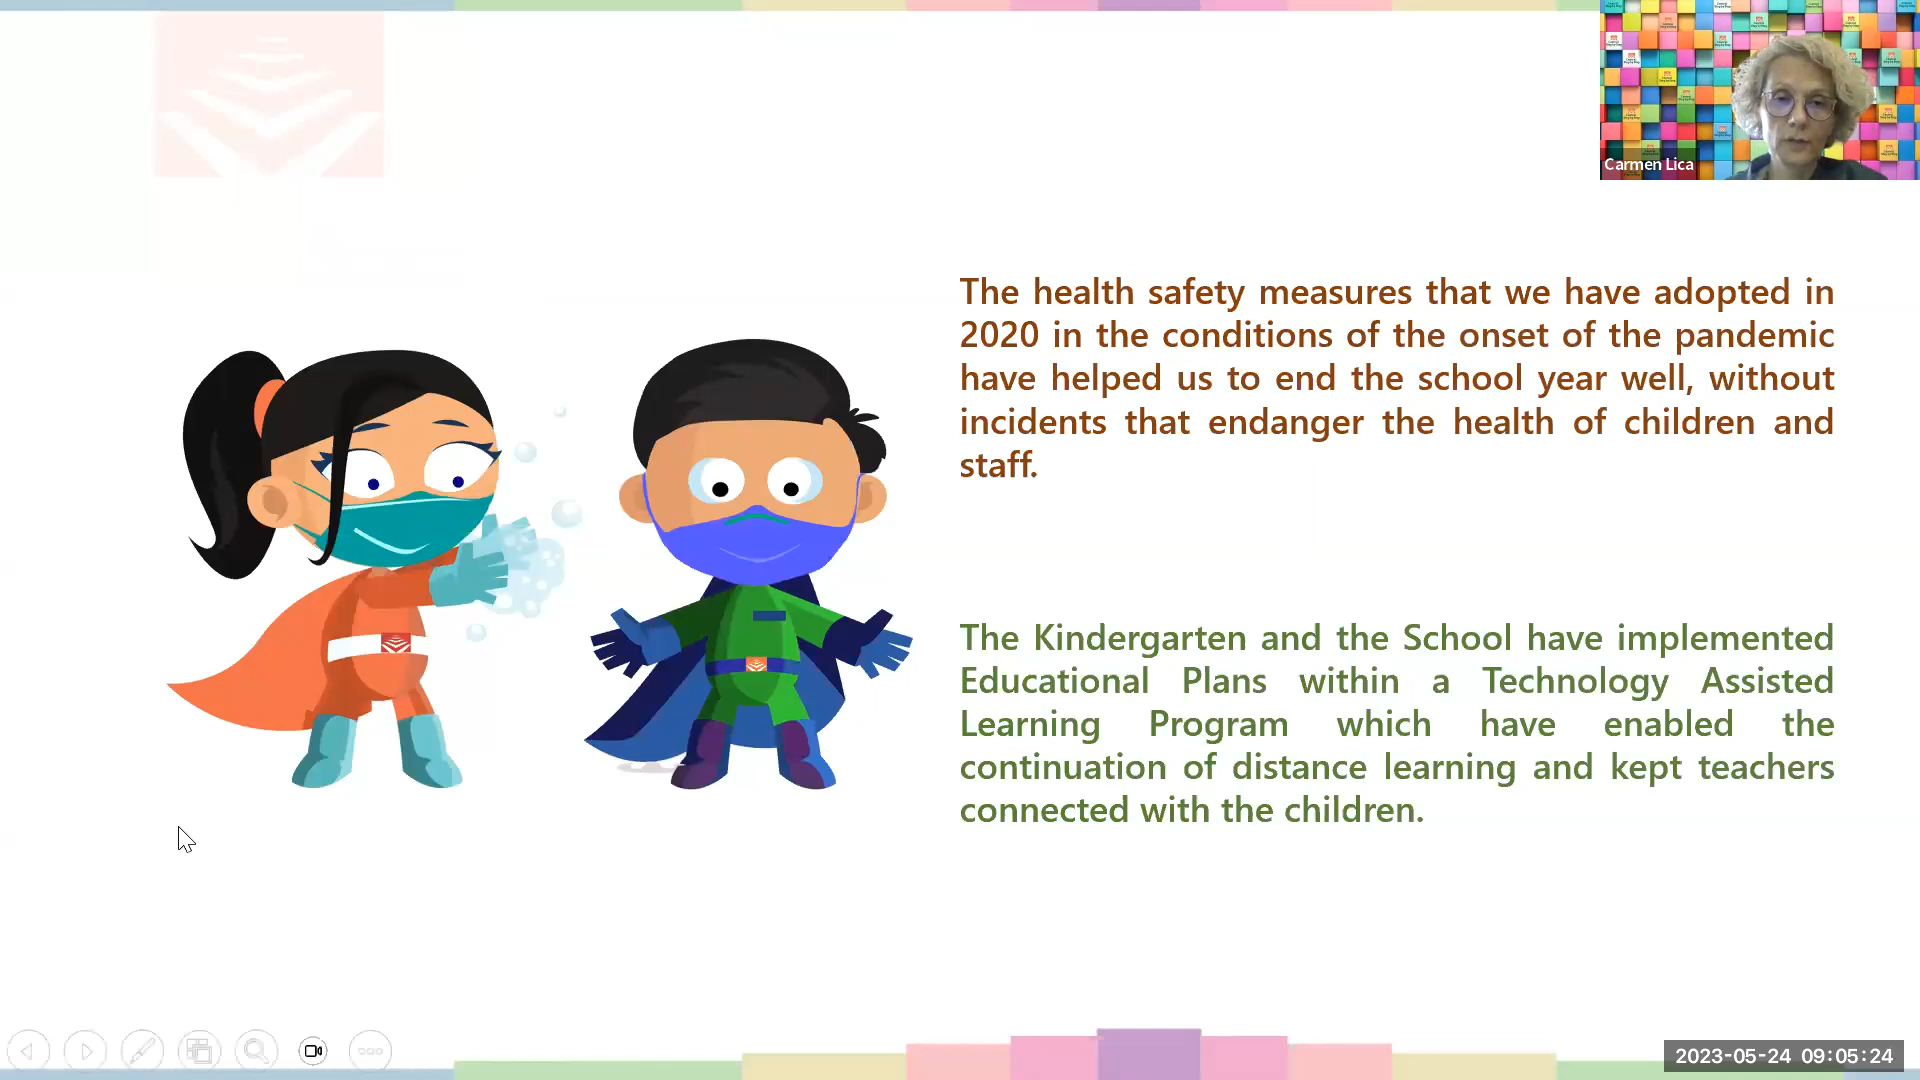 Carmen Lica
The health safety measures that we have adopted in
2020 in the conditions of the onset of the pandemic
have helped us to end the school year well, without
incidents that endanger the health of children and
staff.
The Kindergarten and the School have implemented
Educational Plans within a Technology Assisted
Learning Program which have enabled the
continuation of distance learning and kept teachers
connected with the children.
2023-05-24 09:05:24